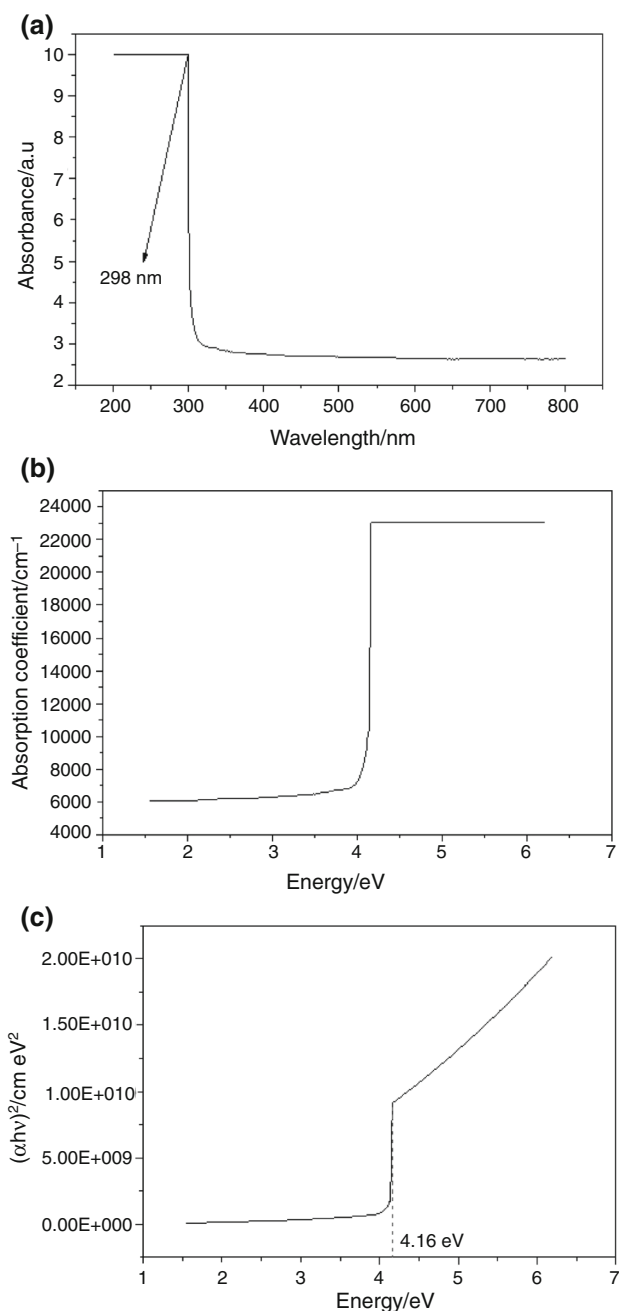 (a)
10
9
8
7
6
5
4
3
2
Absorbance/a.u
298 nm
200 300 400 500 600 700 800
Wavelength/nm
(b)
24000
22000
20000
18000
16000
14000
12000
10000
8000
6000
4000
Absorption coefficient/cm⁻¹
1 2 3 4 5 6 7
Energy/eV
(c)
2.00E+010
1.50E+010
1.00E+010
5.00E+009
0.00E+000
(αhν)²/cm eV²
4.16 eV
1 2 3 4 5 6 7
Energy/eV